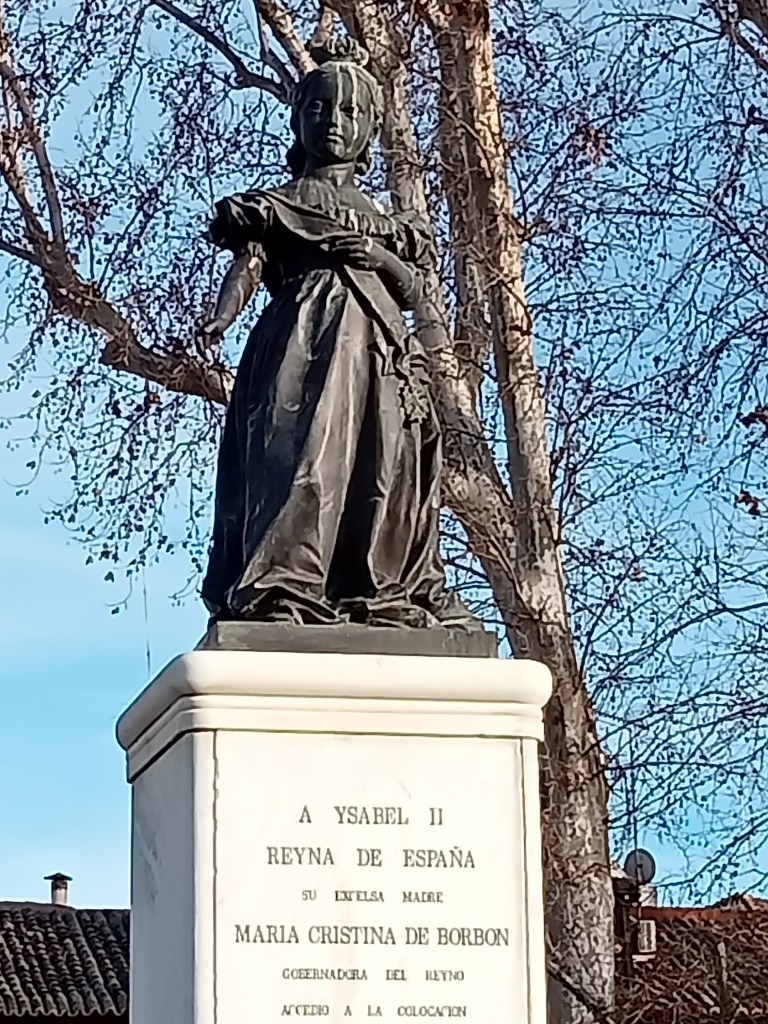 A YSABEL II
REYNA DE ESPAÑA
SU EXCELSA MADRE
MARIA CRISTINA DE BORBON
GOBERNADORA DEL REYNO
ACCEDIO A LA COLOCACION